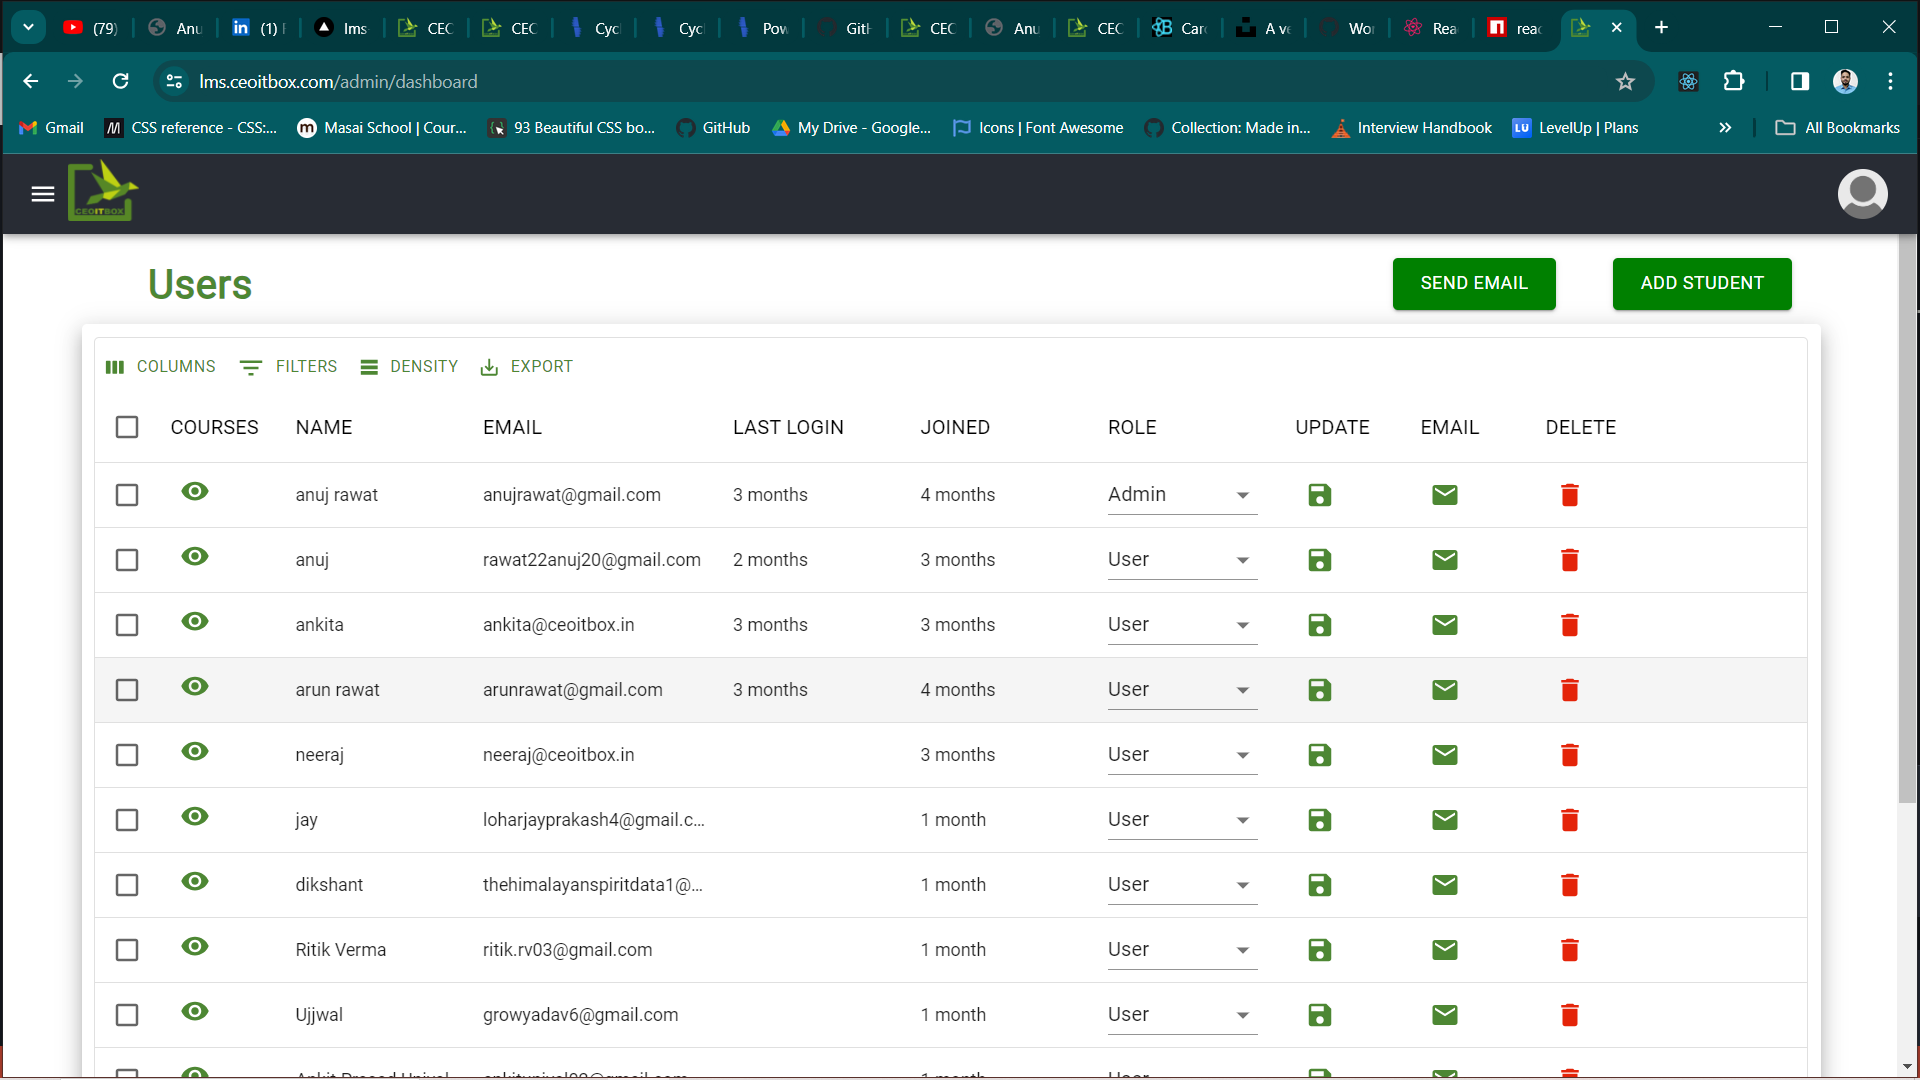 (79) Anu (1) lms CEC CEC Cyc Cyc Pow Gith CEC Anu CEC Car A ve Wor Rea reac
lms.ceoitbox.com/admin/dashboard
Gmail CSS reference - CSS:... Masai School | Cour... 93 Beautiful CSS bo... GitHub My Drive - Google... Icons | Font Awesome Collection: Made in... Interview Handbook LevelUp | Plans All Bookmarks
CEOITBOX
Users SEND EMAIL ADD STUDENT
COLUMNS FILTERS DENSITY EXPORT
COURSES NAME EMAIL LAST LOGIN JOINED ROLE UPDATE EMAIL DELETE
anuj rawat anujrawat@gmail.com 3 months 4 months Admin
anuj rawat22anuj20@gmail.com 2 months 3 months User
ankita ankita@ceoitbox.in 3 months 3 months User
arun rawat arunrawat@gmail.com 3 months 4 months User
neeraj neeraj@ceoitbox.in 3 months User
jay loharjayprakash4@gmail.c... 1 month User
dikshant thehimalayanspiritdata1@... 1 month User
Ritik Verma ritik.rv03@gmail.com 1 month User
Ujjwal growyadav6@gmail.com 1 month User
1 month User